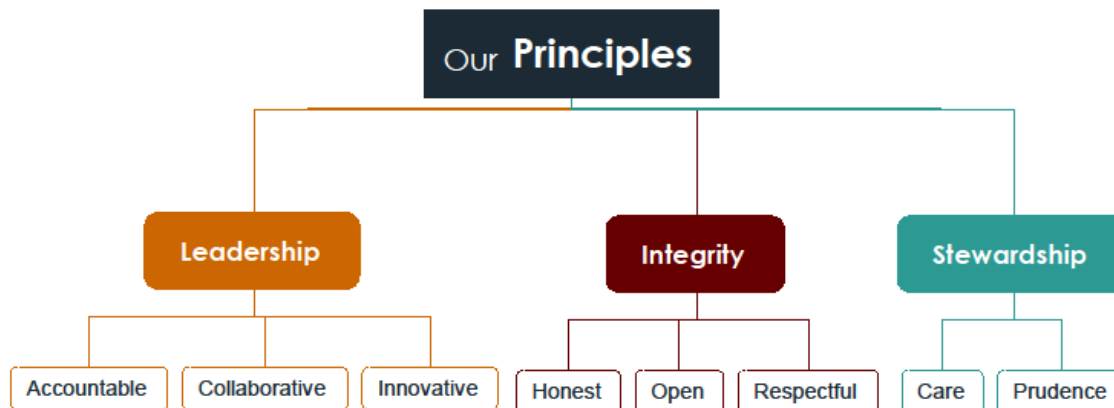 Our Principles
Leadership
Integrity
Stewardship
Accountable
Collaborative
Innovative
Honest
Open
Respectful
Care
Prudence